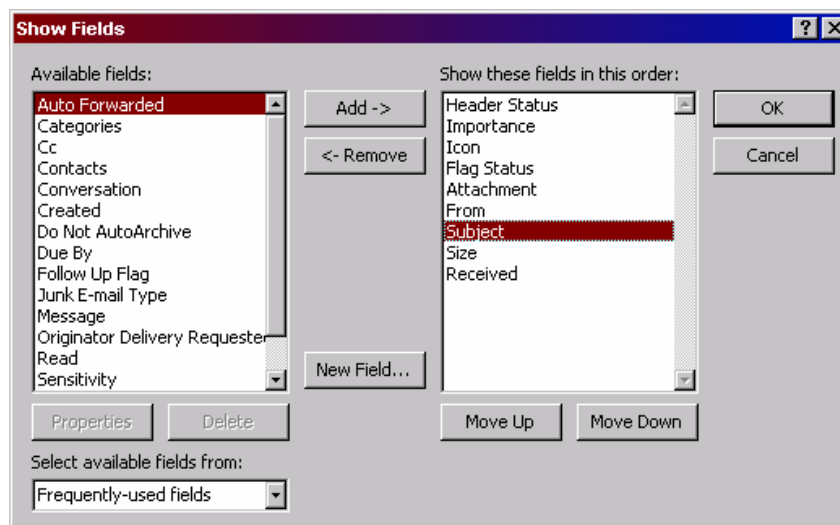 Show Fields
Available fields:
Auto Forwarded
Categories
Cc
Contacts
Conversation
Created
Do Not AutoArchive
Due By
Follow Up Flag
Junk E-mail Type
Message
Originator Delivery Requeste
Read
Sensitivity
Add ->
<- Remove
New Field...
Show these fields in this order:
Header Status
Importance
Icon
Flag Status
Attachment
From
Subject
Size
Received
OK
Cancel
Properties
Delete
Move Up
Move Down
Select available fields from:
Frequently-used fields